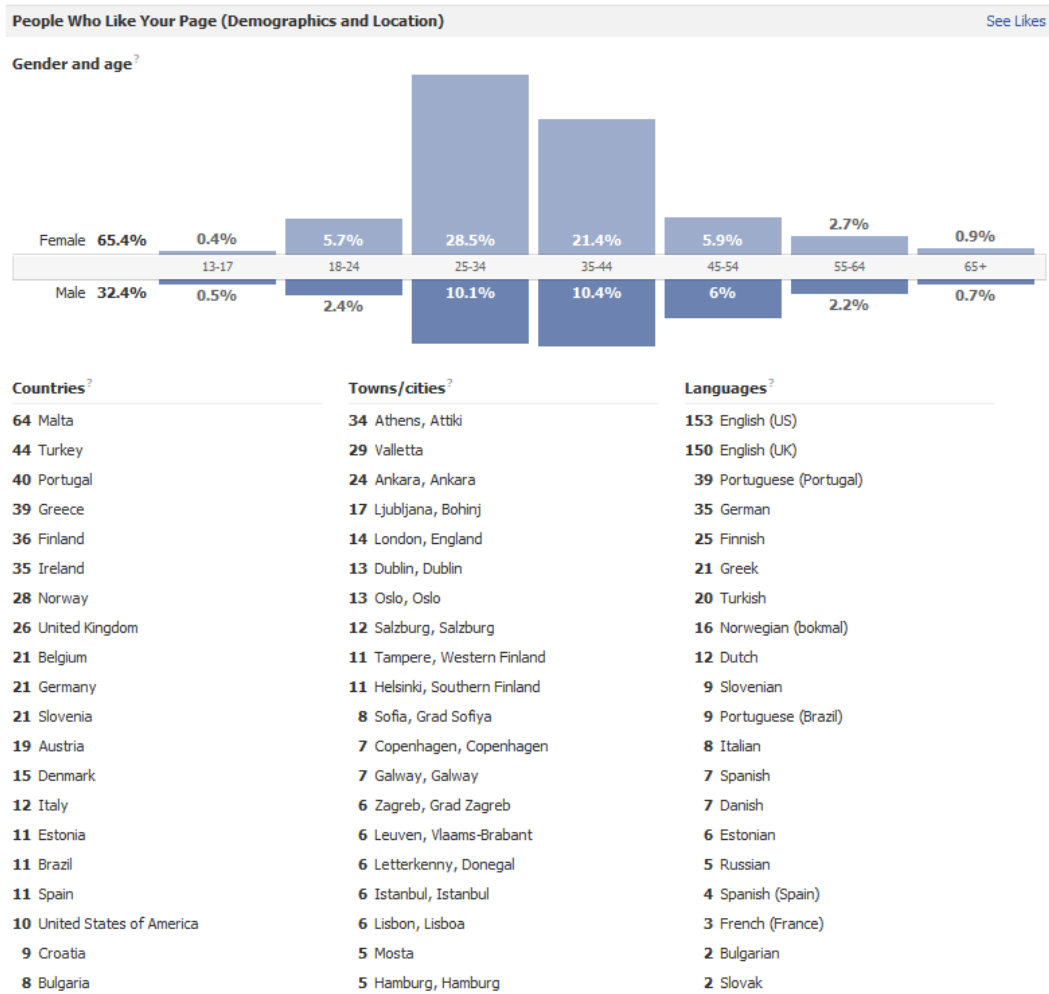 People Who Like Your Page (Demographics and Location) See Likes
Gender and age?
Female 65.4% 0.4% 5.7% 28.5% 21.4% 5.9% 2.7% 0.9%
13-17 18-24 25-34 35-44 45-54 55-64 65+
Male 32.4% 0.5% 2.4% 10.1% 10.4% 6% 2.2% 0.7%
Countries? Towns/cities? Languages?
64 Malta 34 Athens, Attiki 153 English (US)
44 Turkey 29 Valletta 150 English (UK)
40 Portugal 24 Ankara, Ankara 39 Portuguese (Portugal)
39 Greece 17 Ljubljana, Bohinj 35 German
36 Finland 14 London, England 25 Finnish
35 Ireland 13 Dublin, Dublin 21 Greek
28 Norway 13 Oslo, Oslo 20 Turkish
26 United Kingdom 12 Salzburg, Salzburg 16 Norwegian (bokmal)
21 Belgium 11 Tampere, Western Finland 12 Dutch
21 Germany 11 Helsinki, Southern Finland 9 Slovenian
21 Slovenia 8 Sofia, Grad Sofiya 9 Portuguese (Brazil)
19 Austria 7 Copenhagen, Copenhagen 8 Italian
15 Denmark 7 Galway, Galway 7 Spanish
12 Italy 6 Zagreb, Grad Zagreb 7 Danish
11 Estonia 6 Leuven, Vlaams-Brabant 6 Estonian
11 Brazil 6 Letterkenny, Donegal 5 Russian
11 Spain 6 Istanbul, Istanbul 4 Spanish (Spain)
10 United States of America 6 Lisbon, Lisboa 3 French (France)
9 Croatia 5 Mosta 2 Bulgarian
8 Bulgaria 5 Hamburg, Hamburg 2 Slovak